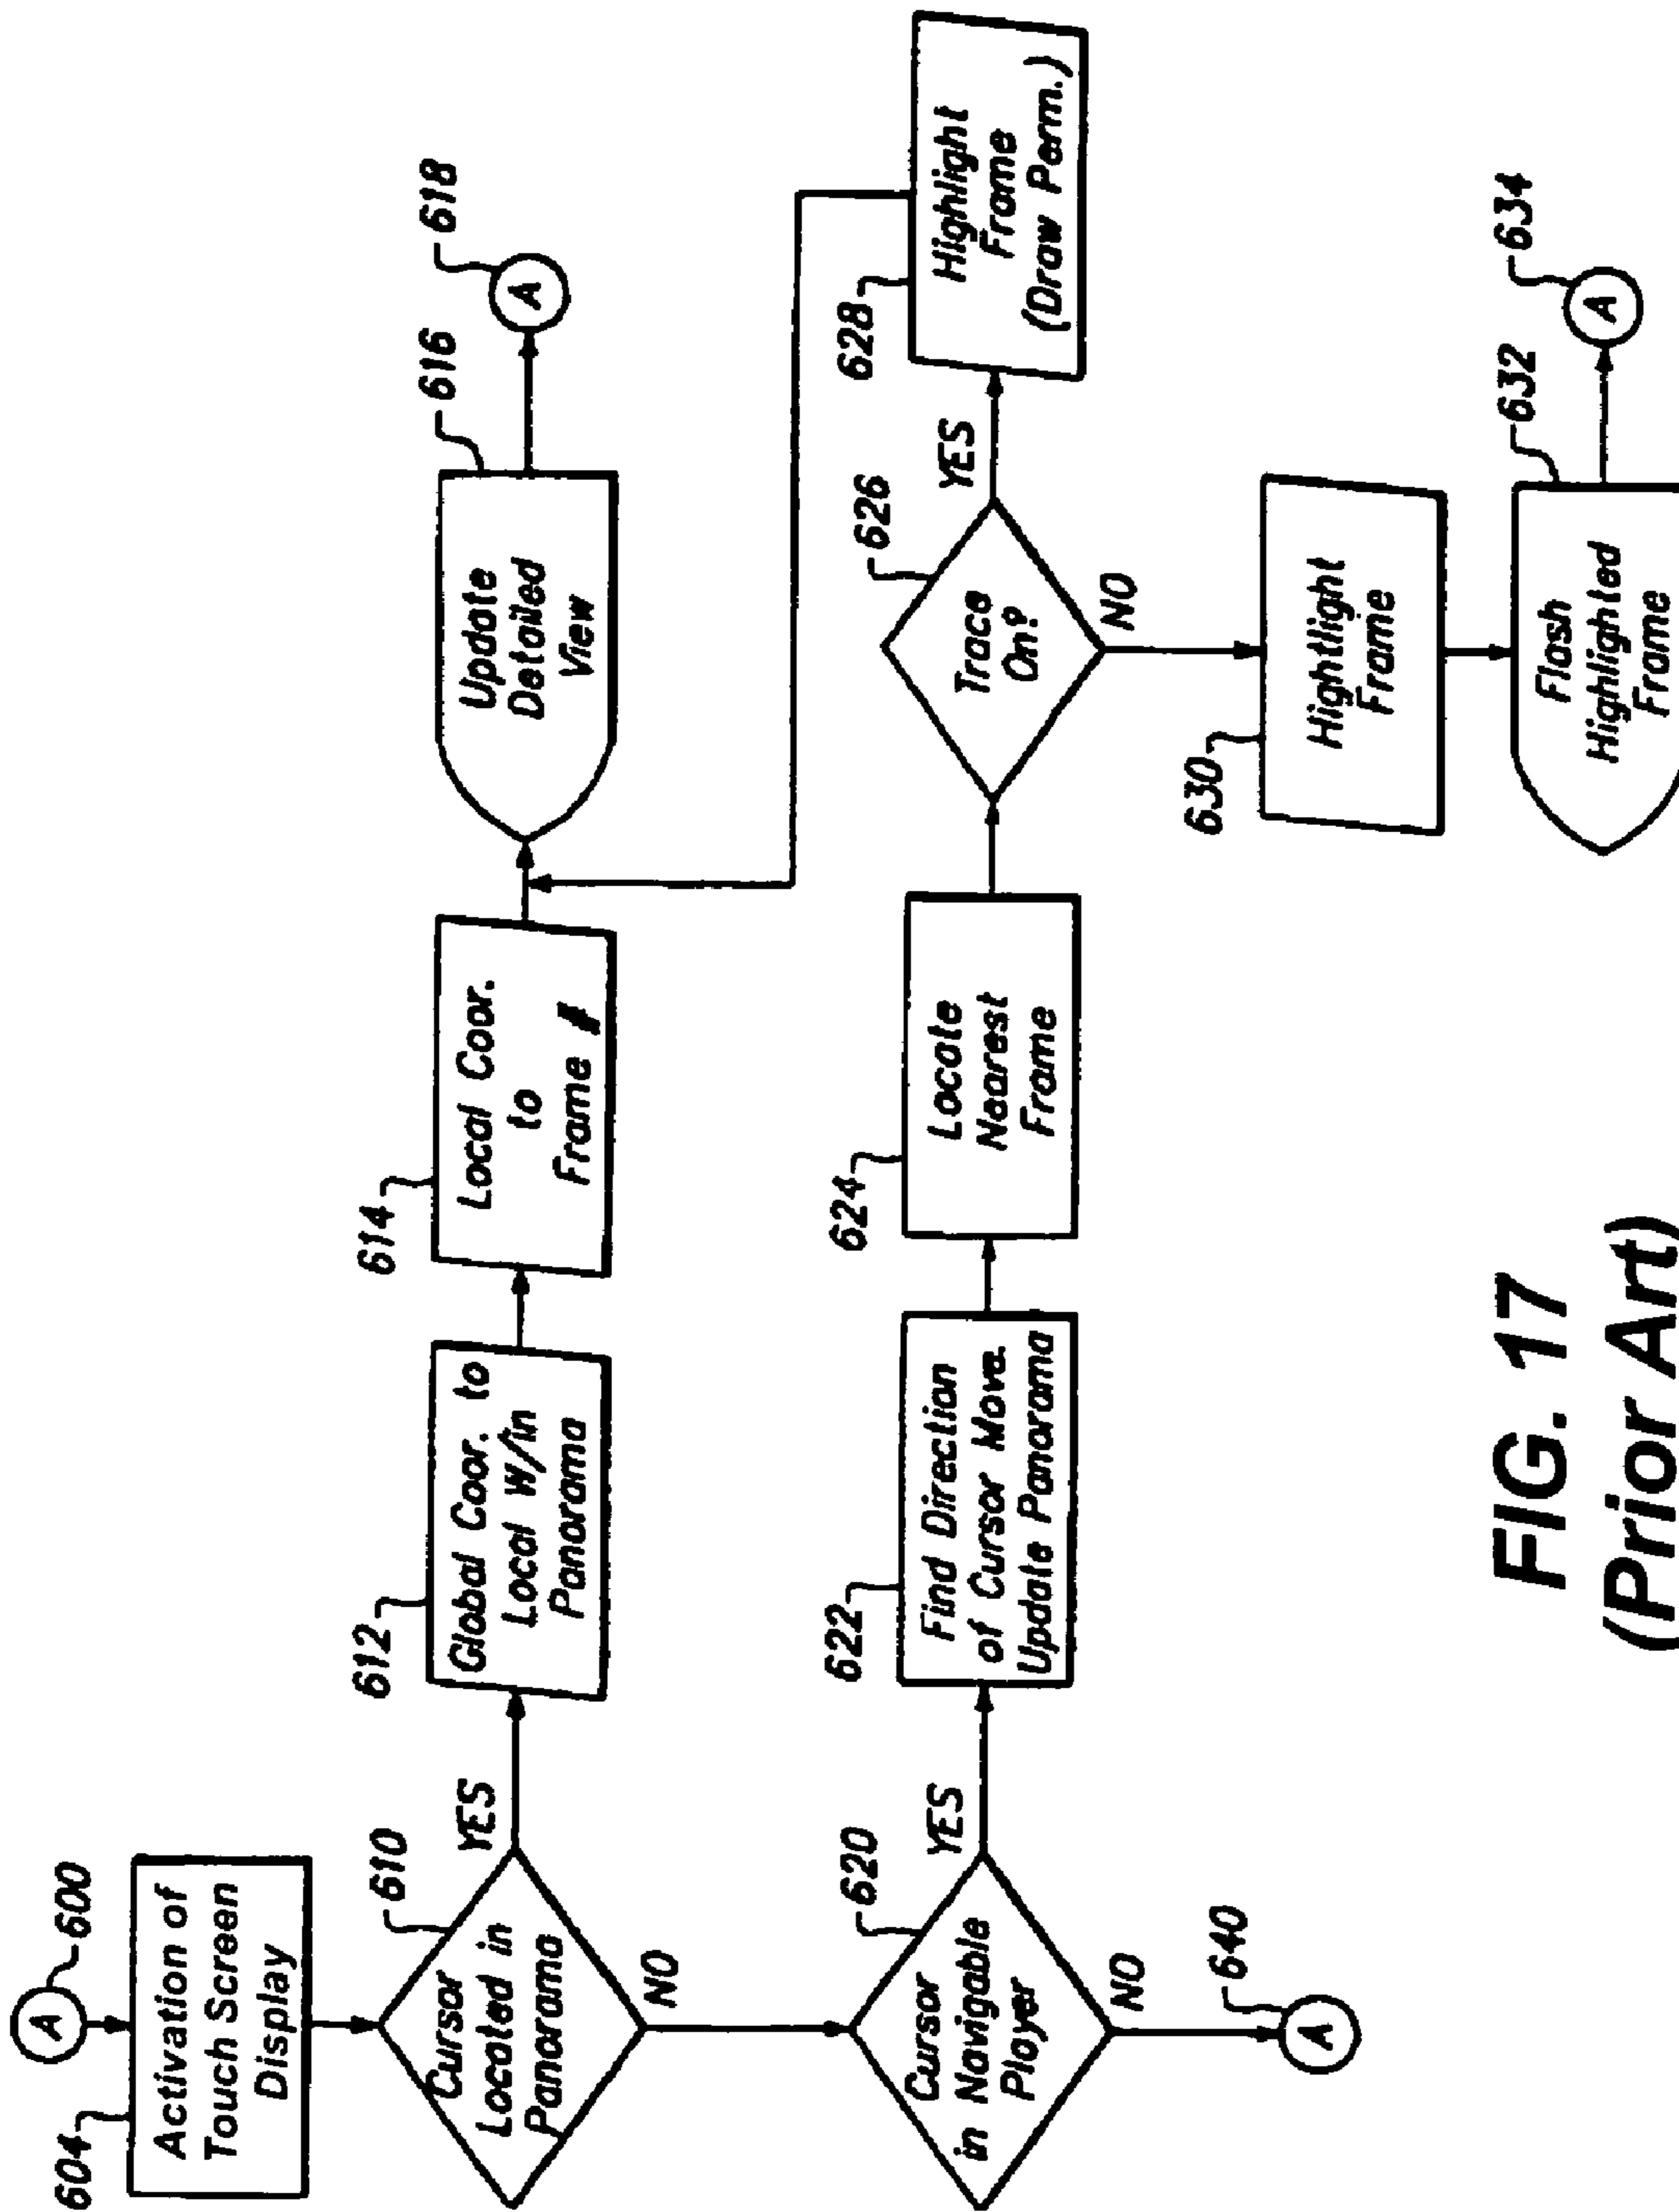 A
600
604
Activation of
Touch Screen
Display
610
Cursor
Located in
Panorama
YES
NO
612
Global Coor. to
Local W/in
Panorama
614
Local Coor.
to
Frame #
616
Update
Detailed
View
618
A
620
Cursor
in Navigable
Player
YES
NO
622
Find Direction
of Cursor Move.
Update Panorama
624
Locate
Nearest
Frame
626
Trace
On?
YES
NO
628
Highlight
Frame
(Draw Perm.)
630
Hightlight
Frame
632
Flash
Highlighted
Frame
634
A
640
A
FIG. 17
(Prior Art)